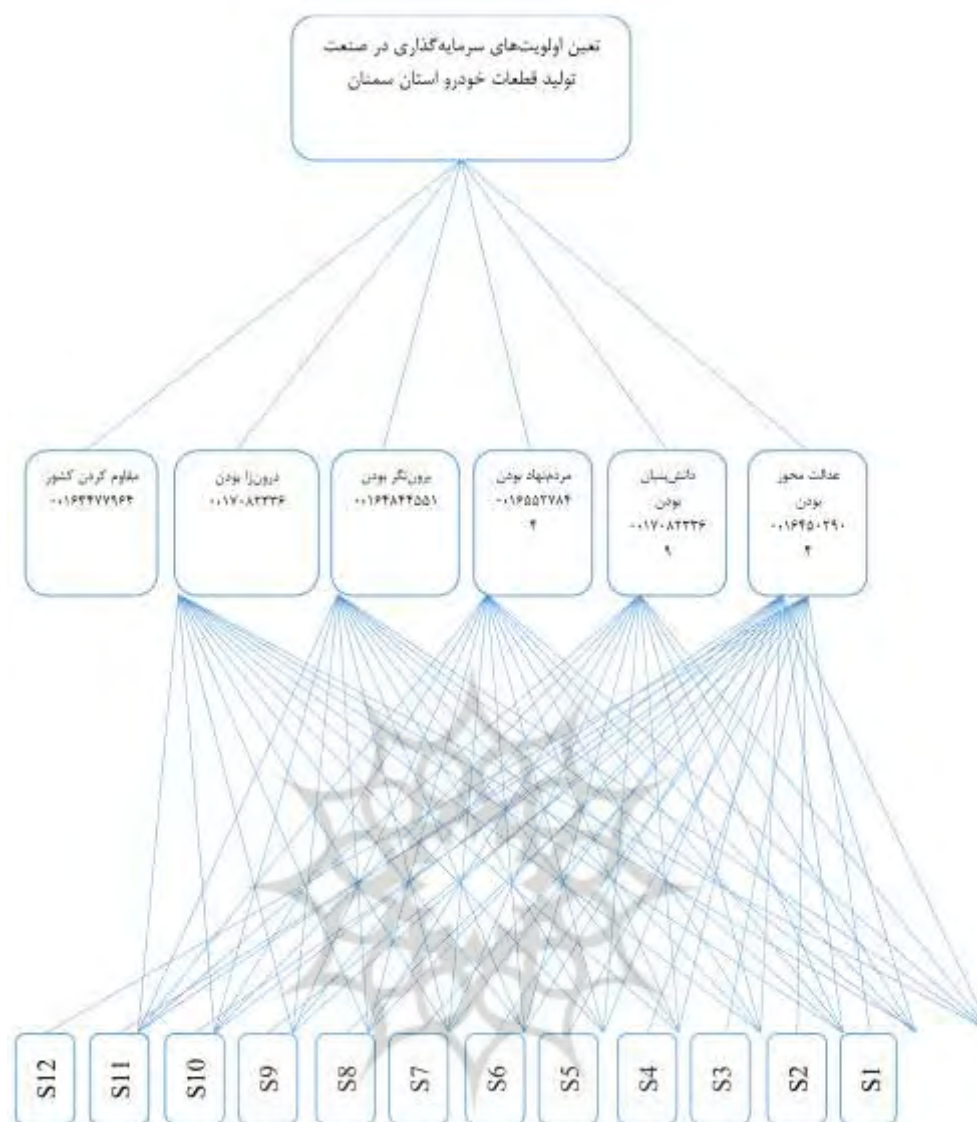 تعین اولویت‌های سرمایه‌گذاری در صنعت
تولید قطعات خودرو استان سمنان
عدالت محور
بودن
۰.۱۶۴۵۰۲۹۰
۴
دانش‌بنیان
بودن
۰.۱۷۰۸۲۳۳۶
۹
مردم‌نهاد بودن
۰.۱۶۵۵۲۷۸۴
۴
برون‌نگر بودن
۰.۱۶۴۸۴۴۵۵۱
درون‌زا بودن
۰.۱۷۰۸۲۳۳۶
مقاوم کردن کشور
۰.۱۶۳۴۷۷۹۶۴
S12
S11
S10
S9
S8
S7
S6
S5
S4
S3
S2
S1